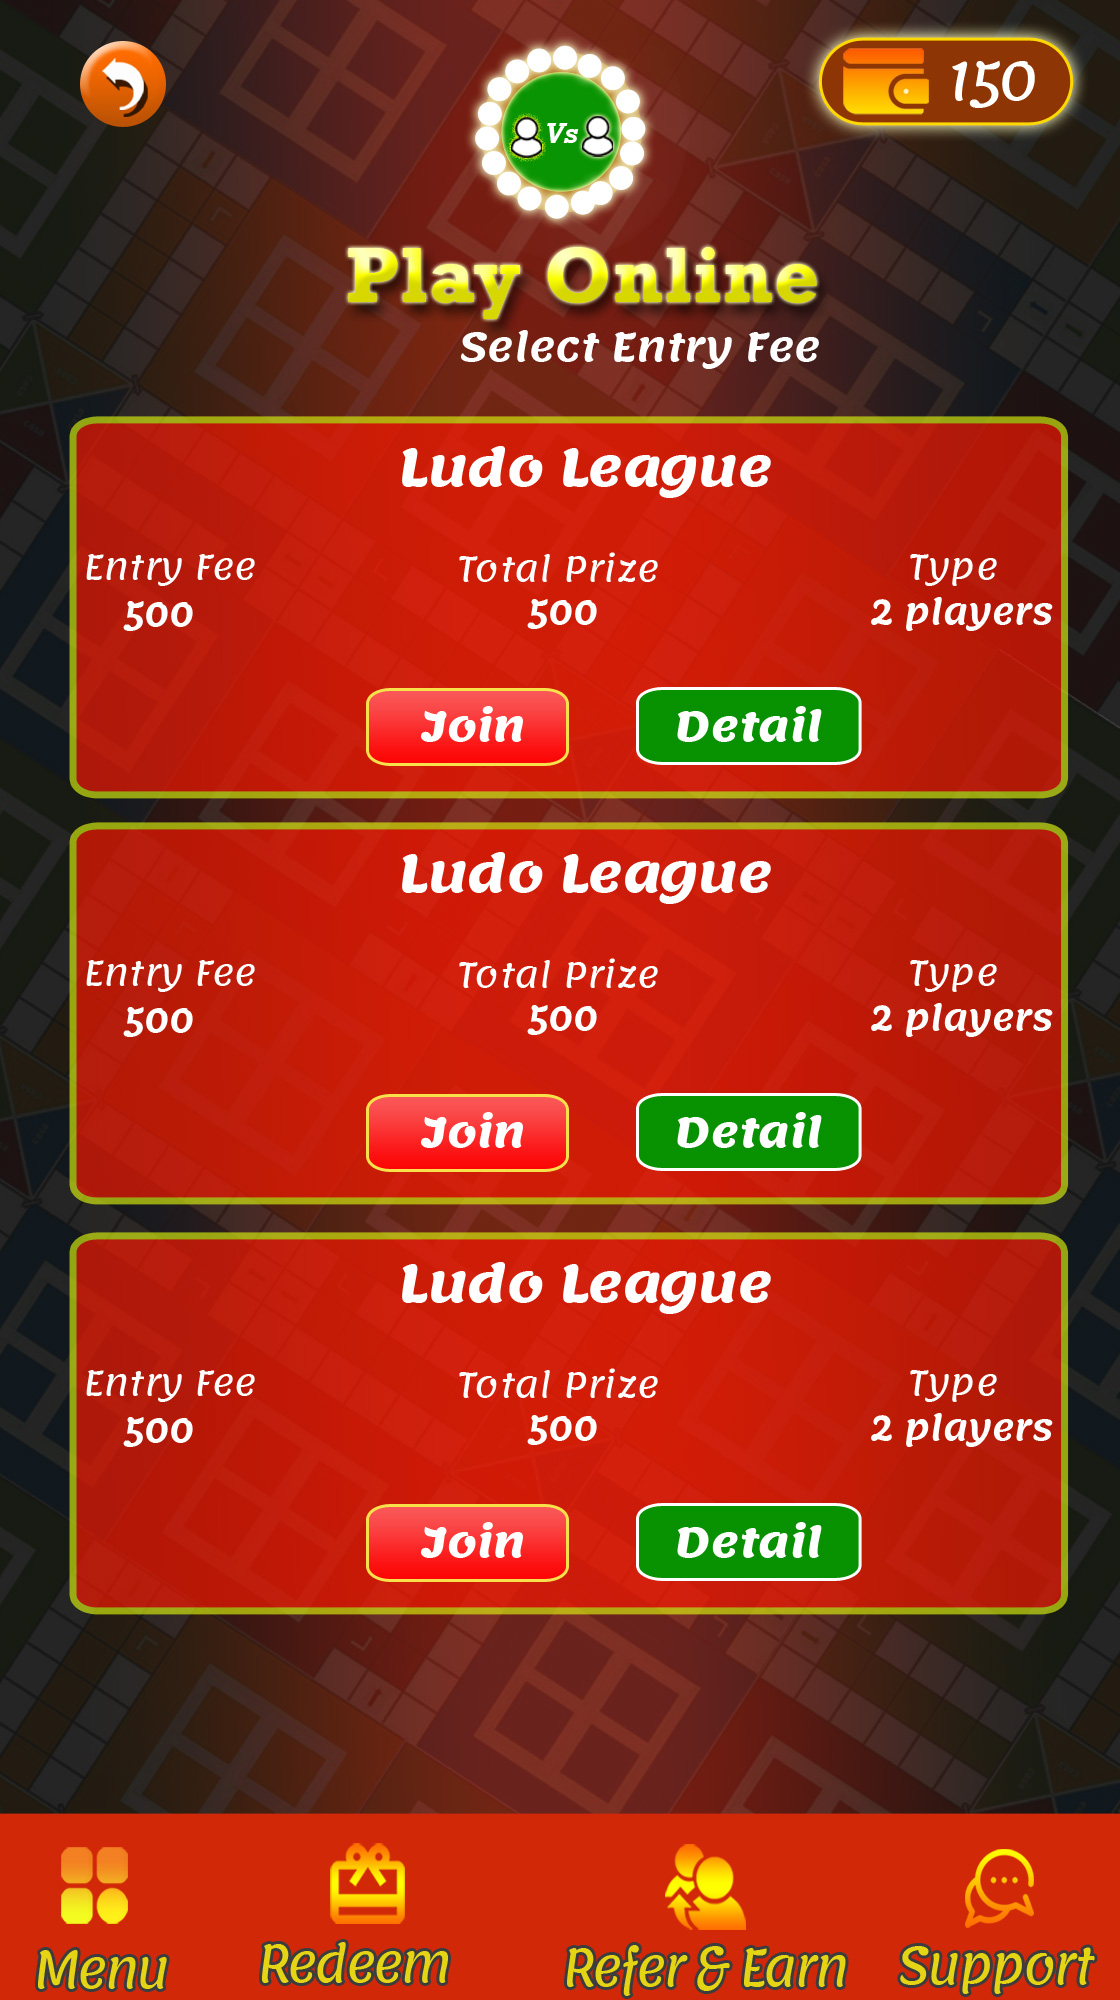 150
Vs
Play Online
Select Entry Fee
Ludo League
Entry Fee Total Prize Type
500 500 2 players
Join Detail
Ludo League
Entry Fee Total Prize Type
500 500 2 players
Join Detail
Ludo League
Entry Fee Total Prize Type
500 500 2 players
Join Detail
Menu Redeem Refer & Earn Support